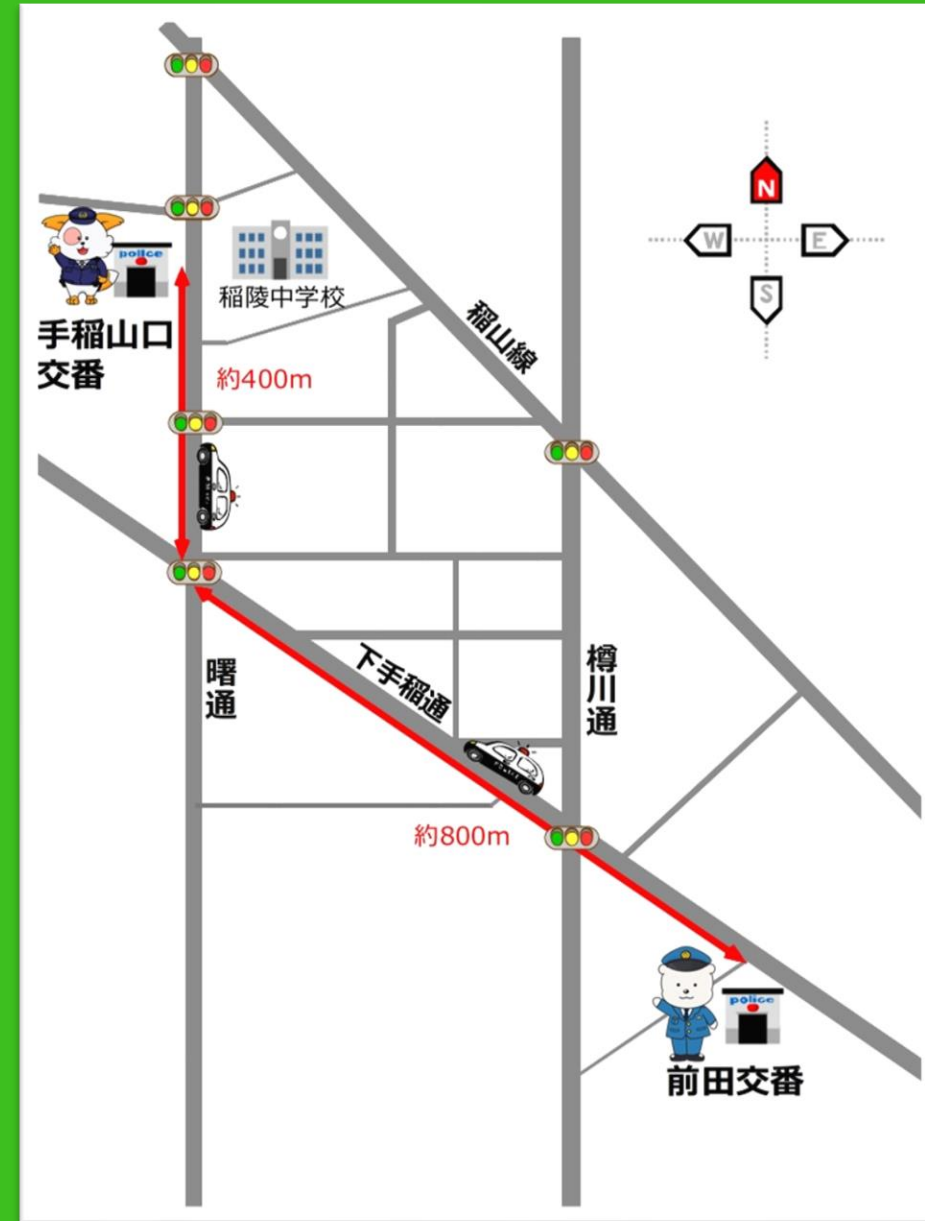 N
W
E
S
police
稲陵中学校
手稲山口
交番
稲山線
約400m
曙通
下手稲通
樽川通
約800m
police
前田交番